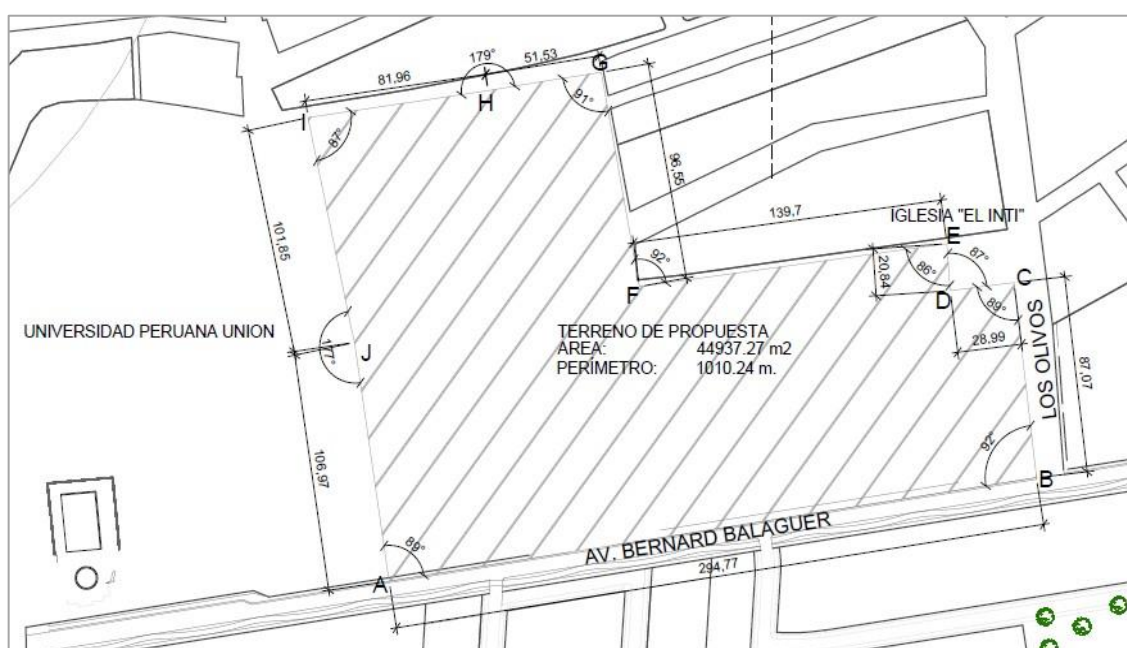 179°
51,53
G
81,96
H
91°
I
87°
96,55
139,7
IGLESIA "EL INTI"
E
101,85
92°
20,84
86°
87°
C
F
D
89°
UNIVERSIDAD PERUANA UNION
177°
J
TERRENO DE PROPUESTA
AREA: 44937.27 m2
PERÍMETRO: 1010.24 m.
28,99
LOS OLIVOS
87,07
106,97
92°
B
89°
AV. BERNARD BALAGUER
A
294,77